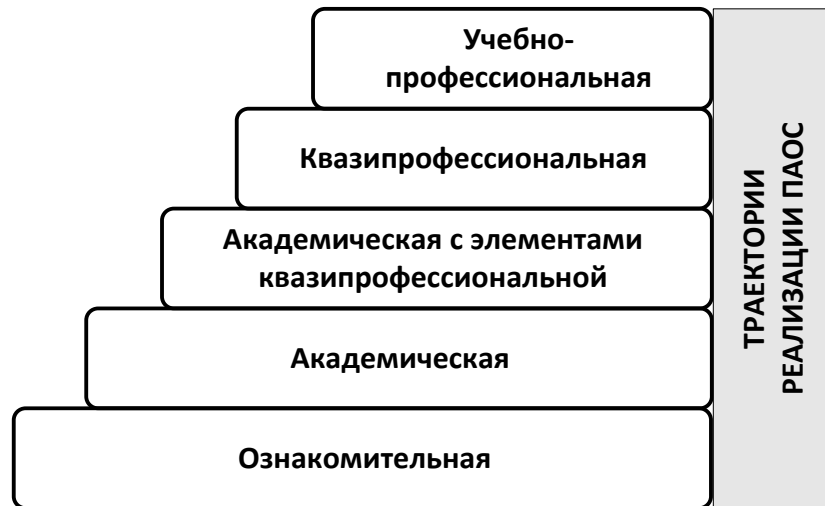 Учебно-
профессиональная
Квазипрофессиональная
Академическая с элементами
квазипрофессиональной
Академическая
Ознакомительная
ТРАЕКТОРИИ
РЕАЛИЗАЦИИ ПАОС